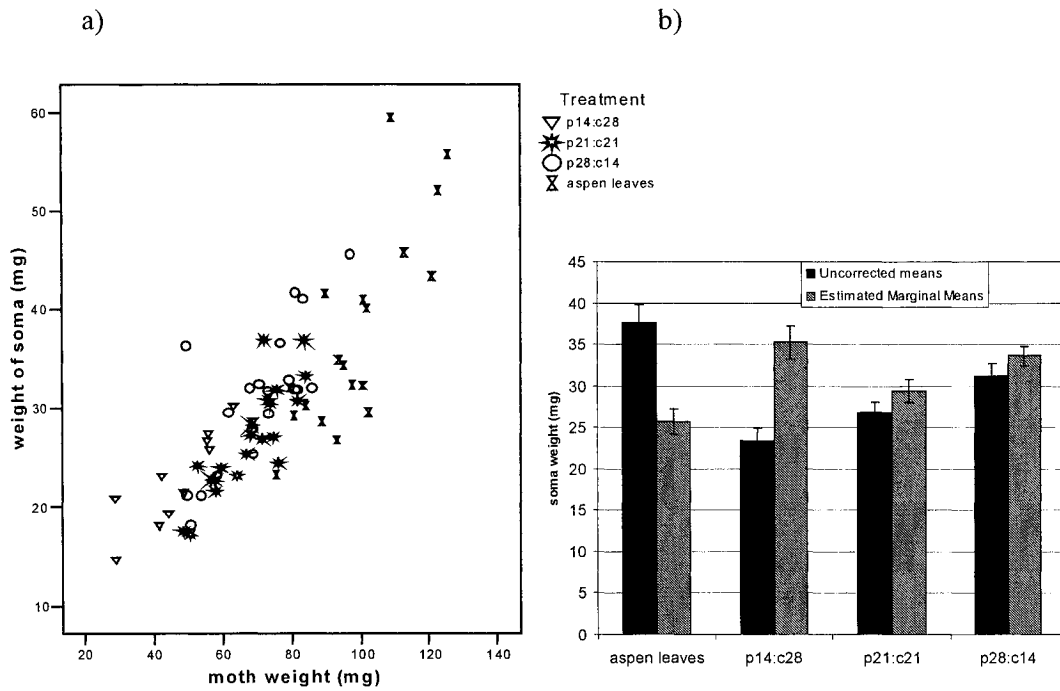 a)
b)
Treatment
p14:c28
p21:c21
p28:c14
aspen leaves
weight of soma (mg)
60
50
40
30
20
10
20 40 60 80 100 120 140
moth weight (mg)
Uncorrected means
Estimated Marginal Means
soma weight (mg)
45
40
35
30
25
20
15
10
5
0
aspen leaves p14:c28 p21:c21 p28:c14